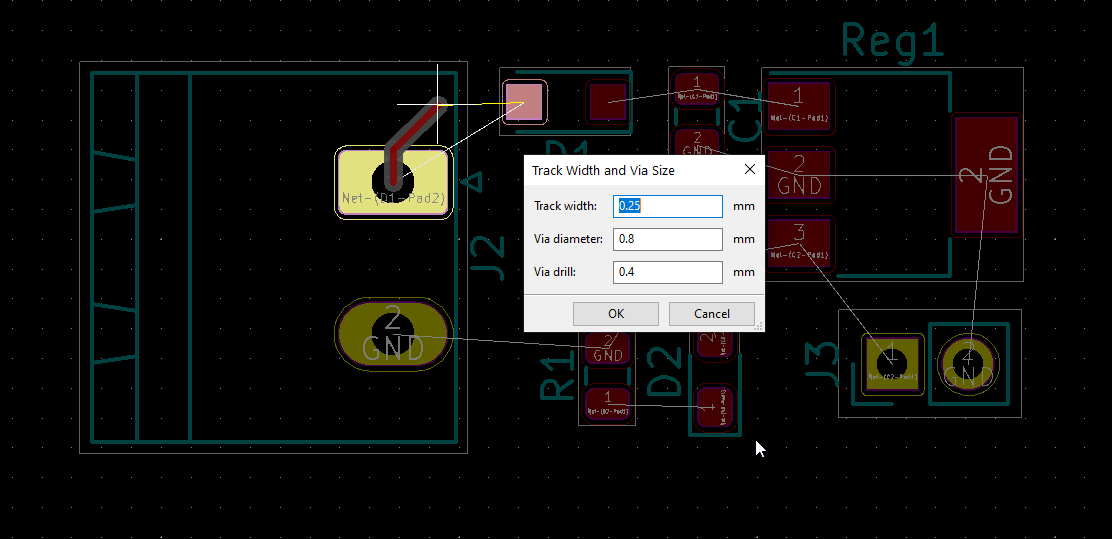 Reg1
1
Net-(C1-Pad1)
1
Net-(C1-Pad1)
C1
2
GND
D1
Net-(D1-Pad2)
Track Width and Via Size
Track width: 0.25 mm
Via diameter: 0.8 mm
Via drill: 0.4 mm
OK Cancel
2
GND
2
GND
3
Net-(C2-Pad1)
J2
2
GND
2
GND
R1
1
D2
2
1
J3
1
Net-(C2-Pad1)
2
GND